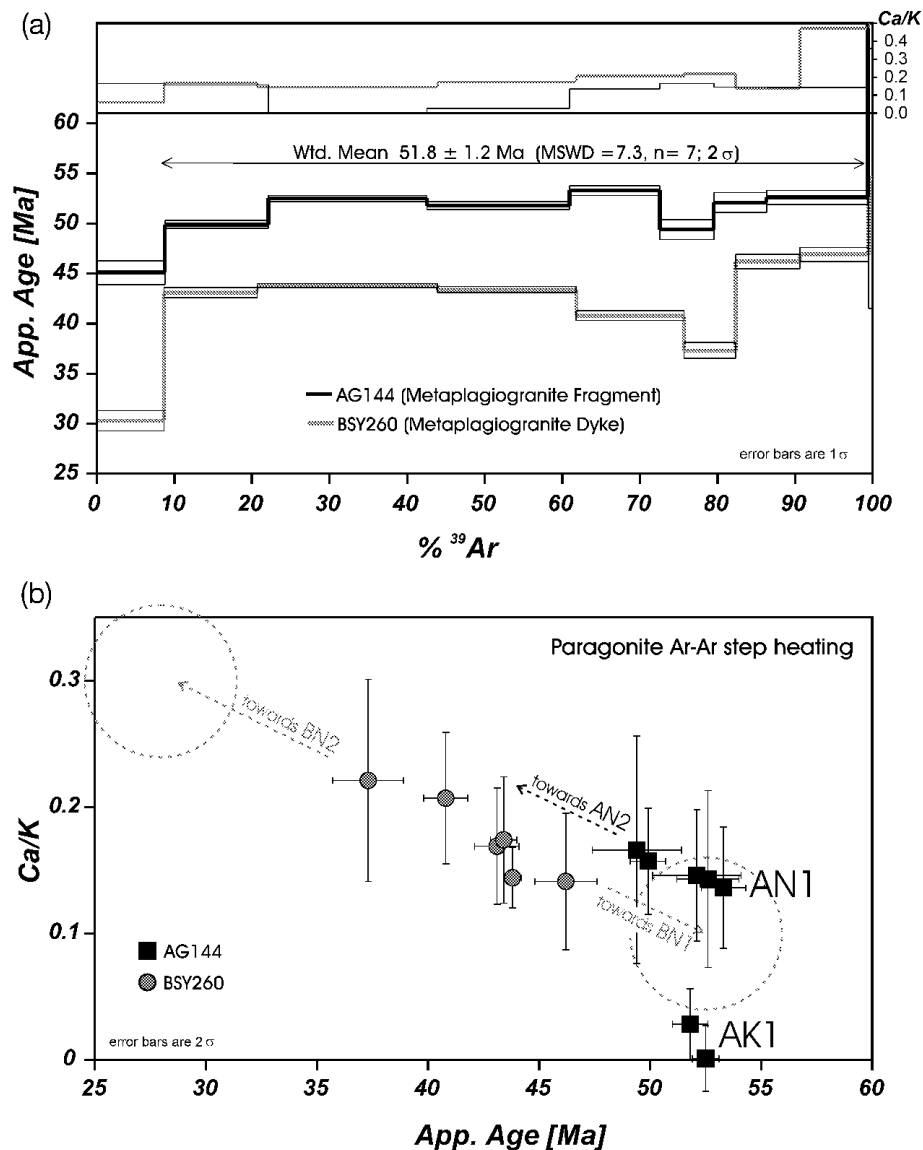 (a)
Ca/K
0.4
0.3
0.2
0.1
0.0
App. Age [Ma]
60
55
50
45
40
35
30
25
Wtd. Mean 51.8 ± 1.2 Ma (MSWD =7.3, n= 7; 2 σ)
AG144 (Metaplagiogranite Fragment)
BSY260 (Metaplagiogranite Dyke)
error bars are 1 σ
0 10 20 30 40 50 60 70 80 90 100
% ³⁹Ar
(b)
Paragonite Ar-Ar step heating
Ca/K
0.3
0.2
0.1
0
towards BN2
towards AN2
towards BN1
AN1
AK1
AG144
BSY260
error bars are 2 σ
25 30 35 40 45 50 55 60
App. Age [Ma]